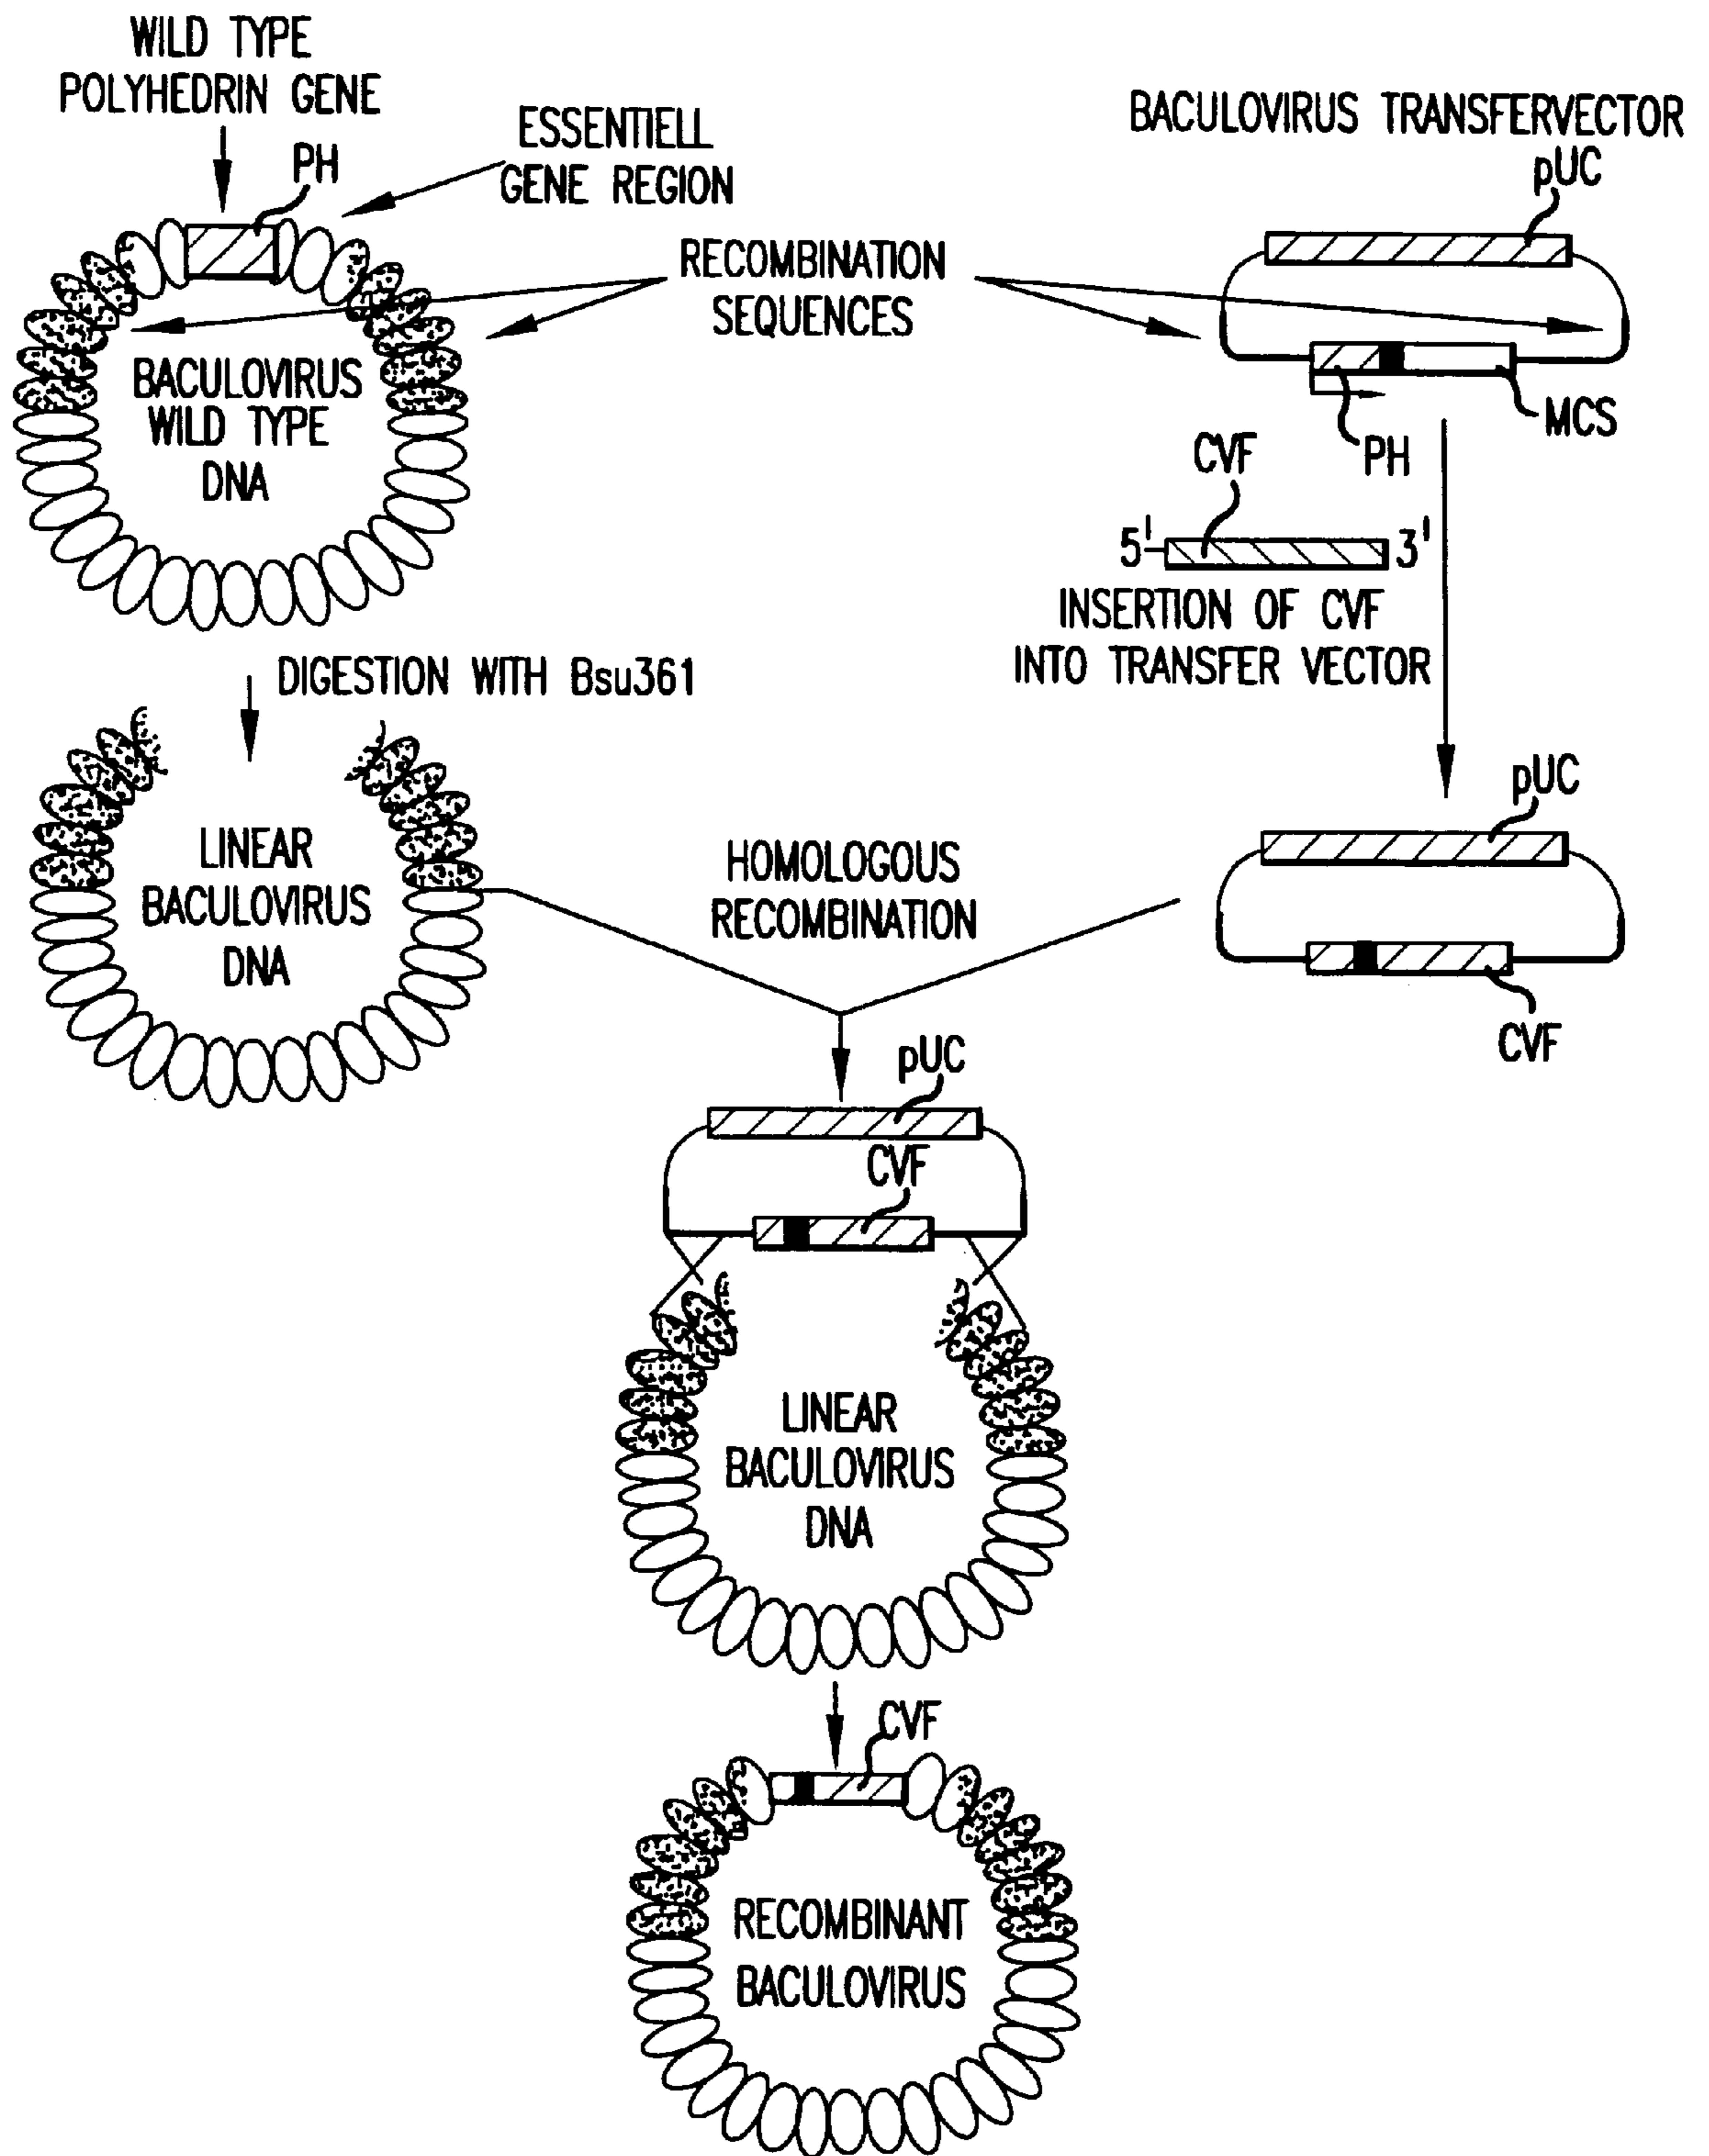 WILD TYPE
POLYHEDRIN GENE
PH
ESSENTIELL
GENE REGION
BACULOVIRUS TRANSFERVECTOR
pUC
RECOMBINATION
SEQUENCES
BACULOVIRUS
WILD TYPE
DNA
MCS
PH
CVF
5' 3'
INSERTION OF CVF
INTO TRANSFER VECTOR
DIGESTION WITH Bsu361
LINEAR
BACULOVIRUS
DNA
HOMOLOGOUS
RECOMBINATION
pUC
CVF
pUC
CVF
LINEAR
BACULOVIRUS
DNA
CVF
RECOMBINANT
BACULOVIRUS